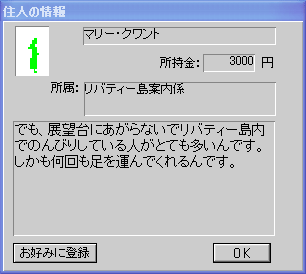 住人の情報
マリー・クワント
所持金: 3000 円
所属: リバティー島案内係
でも、展望台にあがらないでリバティー島内
でのんびりしている人がとても多いんです。
しかも何回も足を運んでくれるんです。
お好みに登録 OK